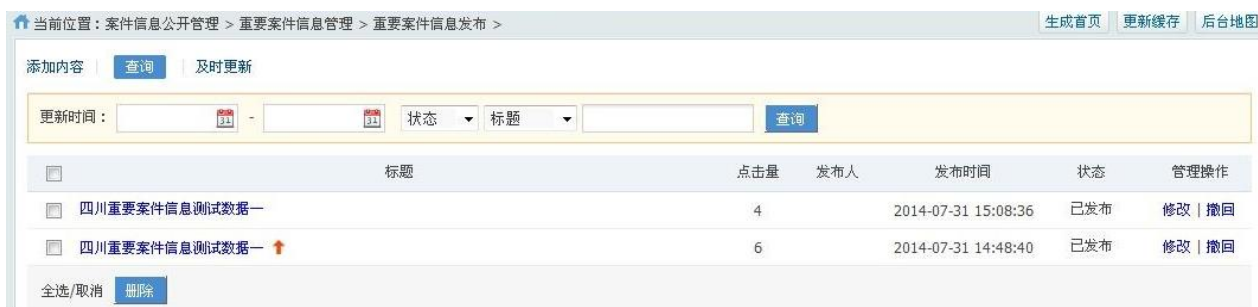 当前位置：案件信息公开管理 > 重要案件信息管理 > 重要案件信息发布 > 生成首页 更新缓存 后台地图
添加内容 查询 及时更新
更新时间： - 状态 标题 查询
标题 点击量 发布人 发布时间 状态 管理操作
四川重要案件信息测试数据一 4 2014-07-31 15:08:36 已发布 修改 | 撤回
四川重要案件信息测试数据一 6 2014-07-31 14:48:40 已发布 修改 | 撤回
全选/取消 删除